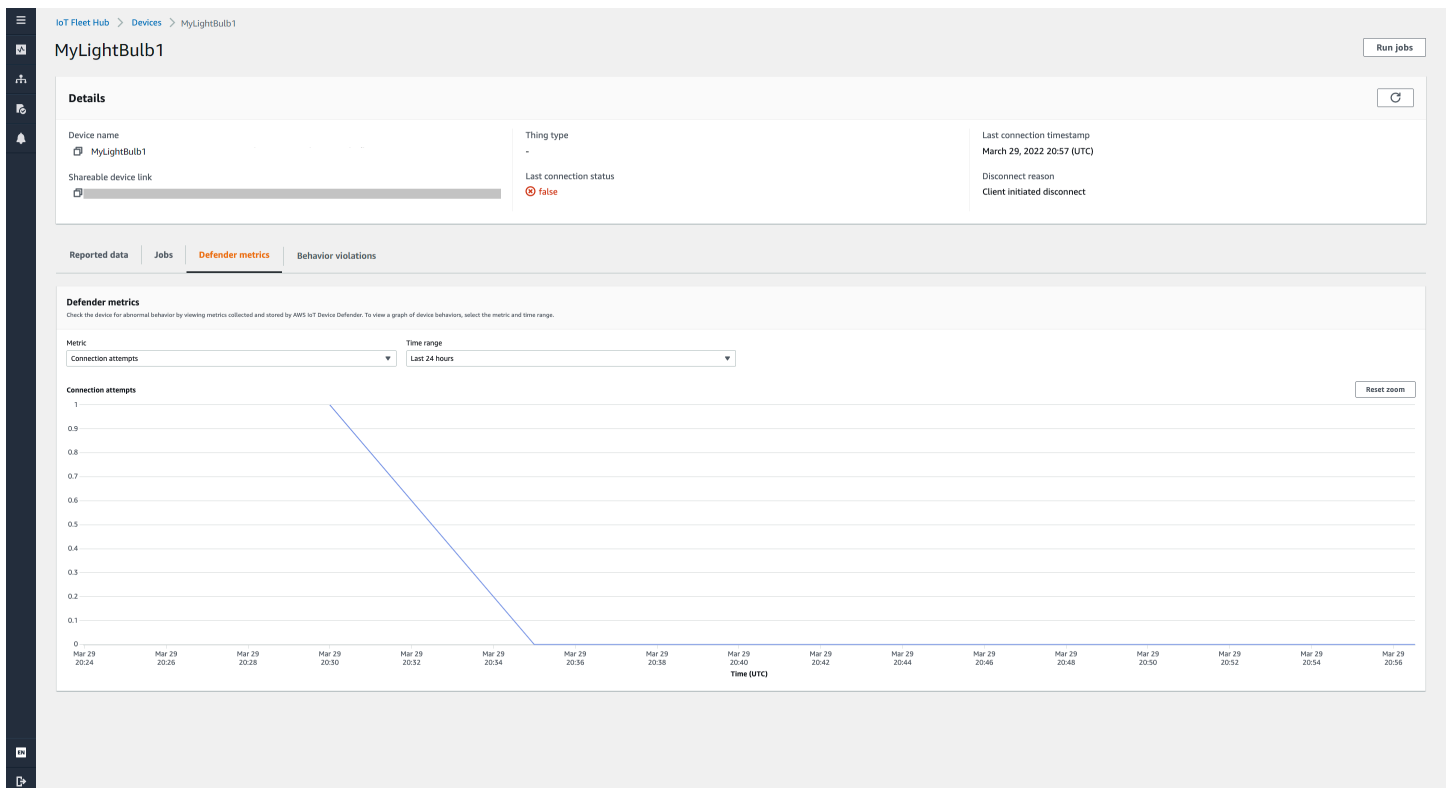 IoT Fleet Hub > Devices > MyLightBulb1
MyLightBulb1
Run jobs
Details
Device name
MyLightBulb1
Shareable device link
Thing type
-
Last connection status
false
Last connection timestamp
March 29, 2022 20:57 (UTC)
Disconnect reason
Client initiated disconnect
Reported data
Jobs
Defender metrics
Behavior violations
Defender metrics
Check the device for abnormal behavior by viewing metrics collected and stored by AWS IoT Device Defender. To view a graph of device behaviors, select the metric and time range.
Metric
Connection attempts
Time range
Last 24 hours
Connection attempts
Reset zoom
1
0.9
0.8
0.7
0.6
0.5
0.4
0.3
0.2
0.1
0
Mar 29 20:24
Mar 29 20:26
Mar 29 20:28
Mar 29 20:30
Mar 29 20:32
Mar 29 20:34
Mar 29 20:36
Mar 29 20:38
Mar 29 20:40
Mar 29 20:42
Mar 29 20:44
Mar 29 20:46
Mar 29 20:48
Mar 29 20:50
Mar 29 20:52
Mar 29 20:54
Mar 29 20:56
Time (UTC)
EN